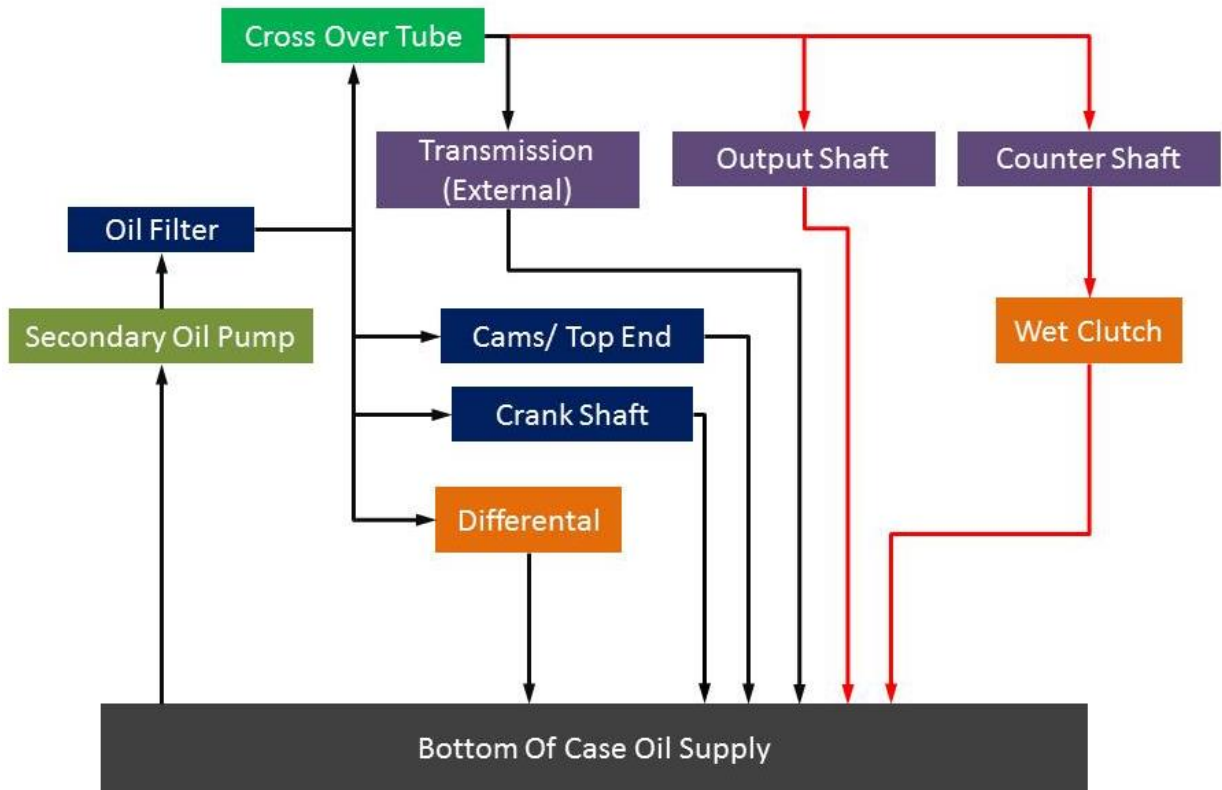 Cross Over Tube
Transmission
(External)
Output Shaft
Counter Shaft
Oil Filter
Secondary Oil Pump
Cams/ Top End
Wet Clutch
Crank Shaft
Differental
Bottom Of Case Oil Supply